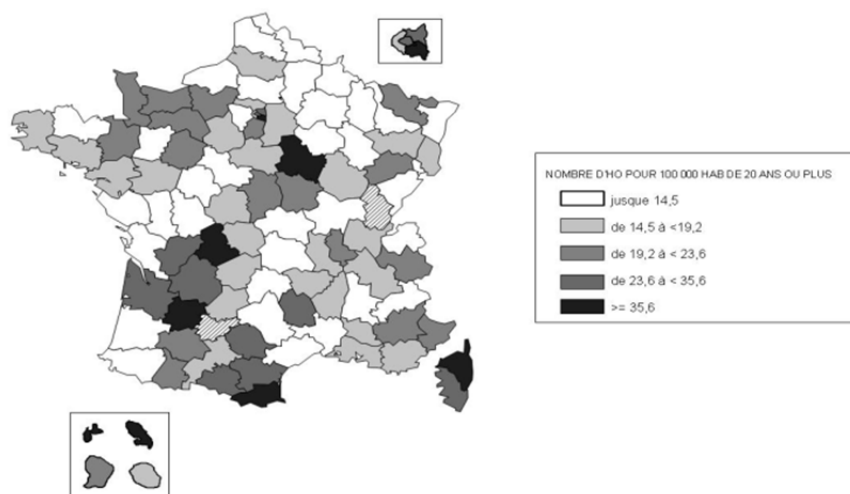 NOMBRE D'HO POUR 100 000 HAB DE 20 ANS OU PLUS
jusque 14,5
de 14,5 à <19,2
de 19,2 à < 23,6
de 23,6 à < 35,6
>= 35,6